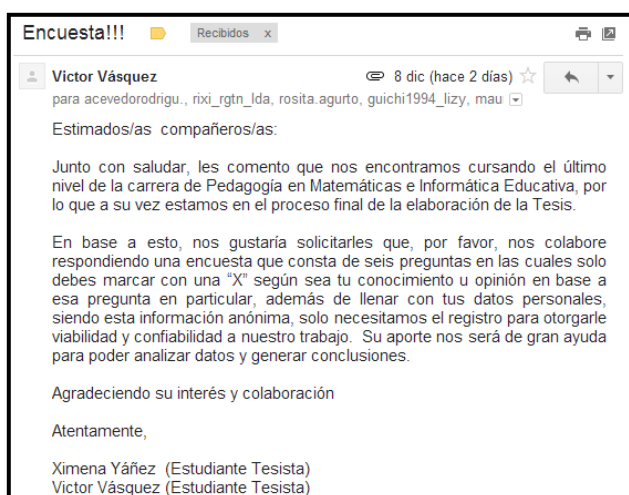 Encuesta!!! Recibidos x
Victor Vásquez 8 dic (hace 2 días)
para acevedorodrigu., rixi_rgtn_lda, rosita.agurto, guichi1994_lizy, mau
Estimados/as compañeros/as:
Junto con saludar, les comento que nos encontramos cursando el último
nivel de la carrera de Pedagogía en Matemáticas e Informática Educativa, por
lo que a su vez estamos en el proceso final de la elaboración de la Tesis.
En base a esto, nos gustaría solicitarles que, por favor, nos colabore
respondiendo una encuesta que consta de seis preguntas en las cuales solo
debes marcar con una “X” según sea tu conocimiento u opinión en base a
esa pregunta en particular, además de llenar con tus datos personales,
siendo esta información anónima, solo necesitamos el registro para otorgarle
viabilidad y confiabilidad a nuestro trabajo. Su aporte nos será de gran ayuda
para poder analizar datos y generar conclusiones.
Agradeciendo su interés y colaboración
Atentamente,
Ximena Yáñez (Estudiante Tesista)
Victor Vásquez (Estudiante Tesista)